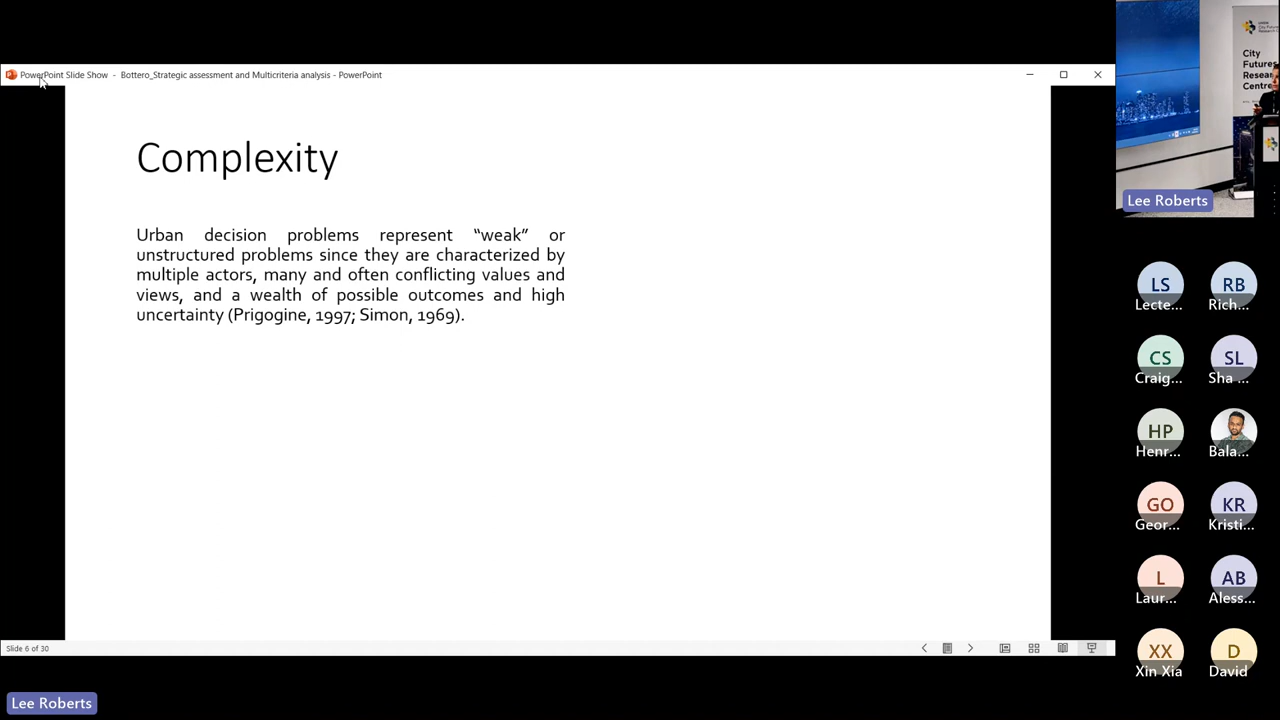 PowerPoint Slide Show - Bottero_Strategic assessment and Multicriteria analysis - PowerPoint
Complexity
Urban decision problems represent “weak” or
unstructured problems since they are characterized by
multiple actors, many and often conflicting values and
views, and a wealth of possible outcomes and high
uncertainty (Prigogine, 1997; Simon, 1969).
Slide 6 of 30
Lee Roberts
City
Futures
Centre
Lee Roberts
LS
Lecte...
RB
Rich...
CS
Craig...
SL
Sha ...
HP
Henr...
Bala...
GO
Geor...
KR
Kristi...
L
Laur...
AB
Aless...
XX
Xin Xia
D
David